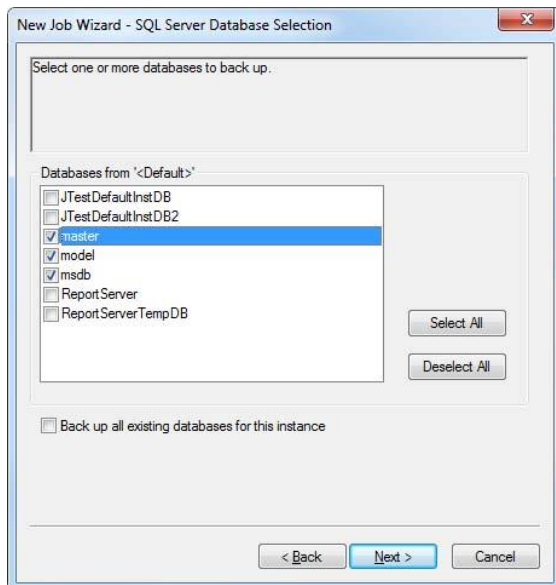 New Job Wizard - SQL Server Database Selection
Select one or more databases to back up.
Databases from '<Default>'
JTestDefaultInstDB
JTestDefaultInstDB2
master
model
msdb
ReportServer
ReportServerTempDB
Select All
Deselect All
Back up all existing databases for this instance
< Back
Next >
Cancel